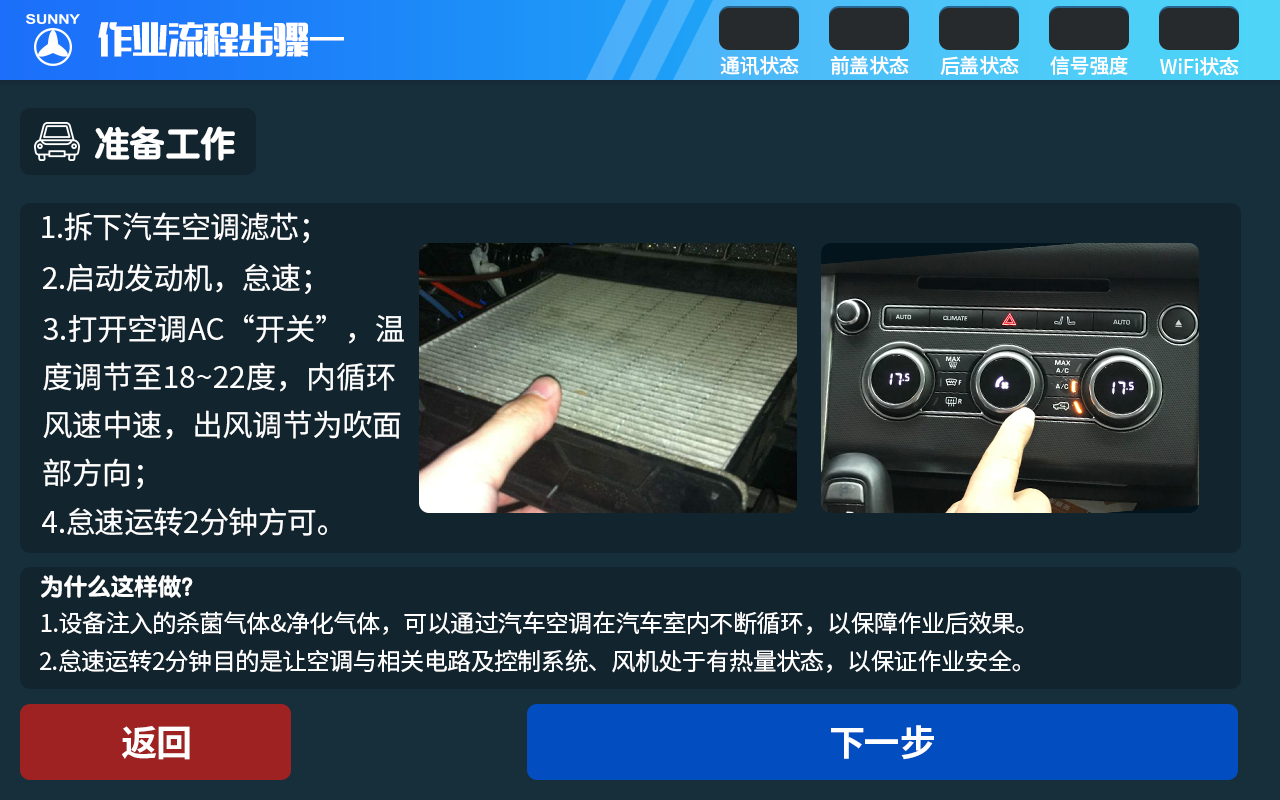 SUNNY
作业流程步骤一
通讯状态
前盖状态
后盖状态
信号强度
WiFi状态
准备工作
1.拆下汽车空调滤芯；
2.启动发动机，怠速；
3.打开空调AC“开关”，温
度调节至18~22度，内循环
风速中速，出风调节为吹面
部方向；
4.怠速运转2分钟方可。
AUTO
CLIMATE
AUTO
MAX
MAX
A/C
17.5
F
A/C
17.5
R
为什么这样做?
1.设备注入的杀菌气体&净化气体，可以通过汽车空调在汽车室内不断循环，以保障作业后效果。
2.怠速运转2分钟目的是让空调与相关电路及控制系统、风机处于有热量状态，以保证作业安全。
返回
下一步